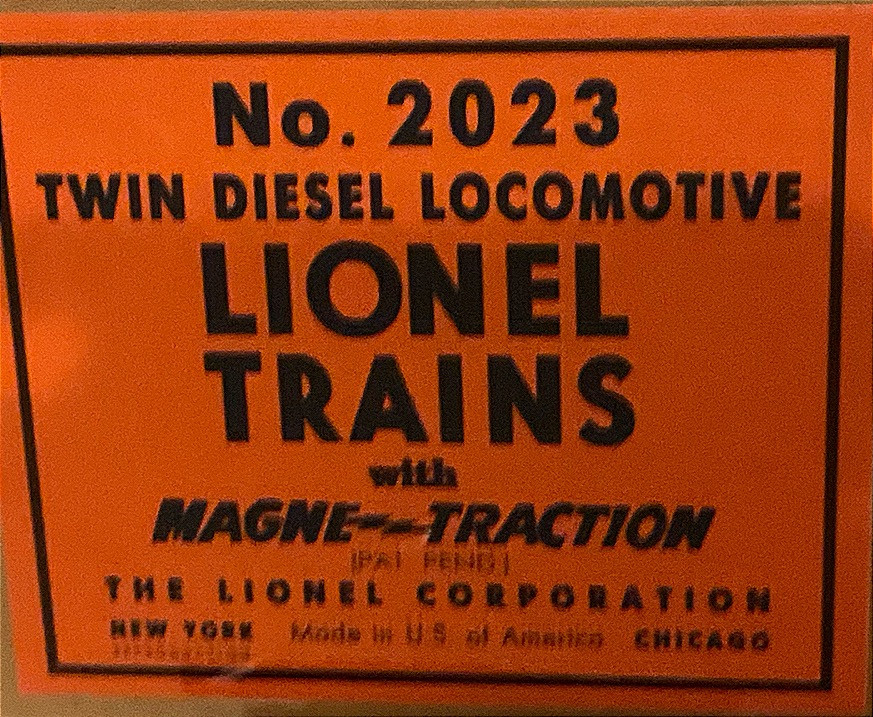 No. 2023
TWIN DIESEL LOCOMOTIVE
LIONEL
TRAINS
with
MAGNE-TRACTION
(PAT PEND)
THE LIONEL CORPORATION
NEW YORK Made in U.S. of America CHICAGO